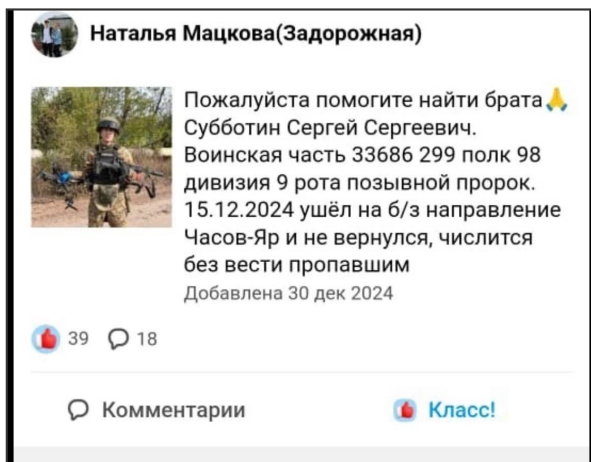 Наталья Мацкова(Задорожная)
Пожалуйста помогите найти брата🙏
Субботин Сергей Сергеевич.
Воинская часть 33686 299 полк 98
дивизия 9 рота позывной пророк.
15.12.2024 ушёл на б/з направление
Часов-Яр и не вернулся, числится
без вести пропавшим
Добавлена 30 дек 2024
39 18
Комментарии Класс!